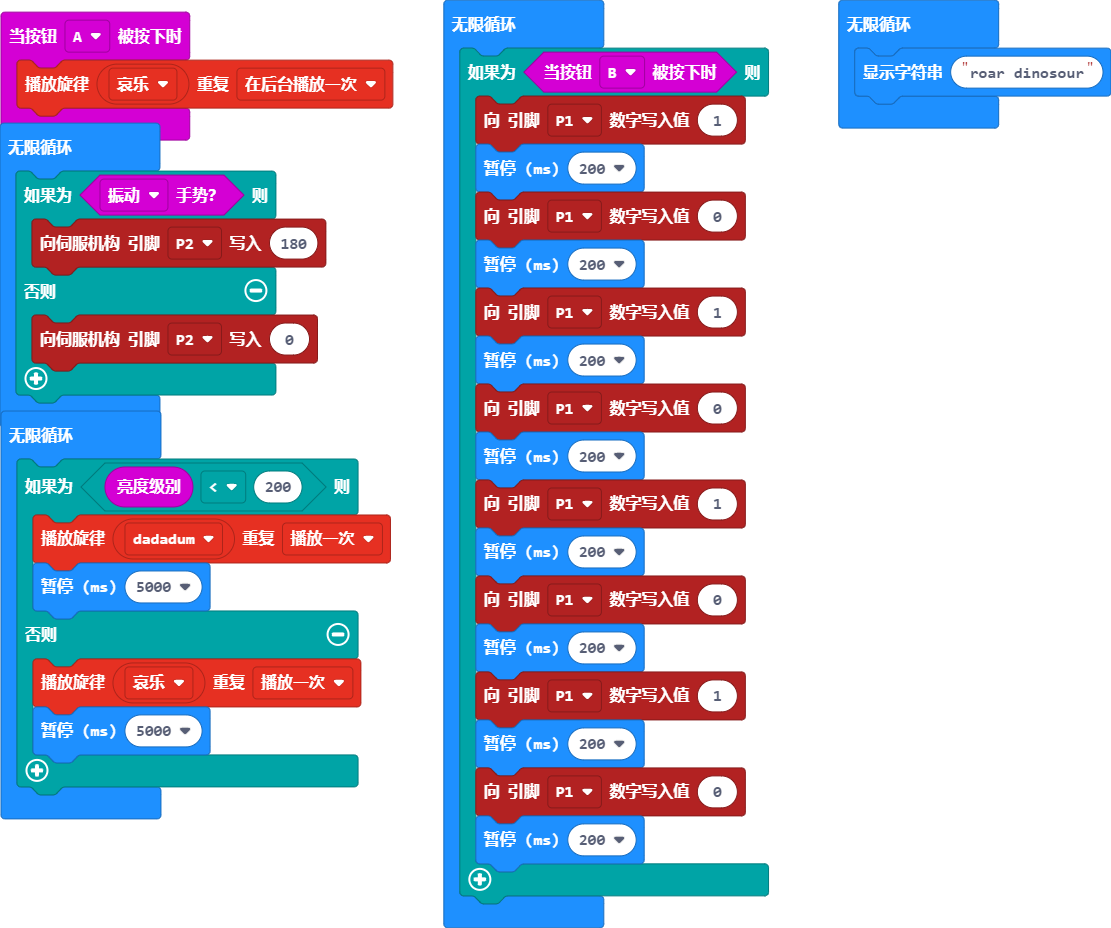 当按钮 A 被按下时
播放旋律 哀乐 重复 在后台播放一次
无限循环
如果为 振动 手势? 则
向伺服机构 引脚 P2 写入 180
否则
向伺服机构 引脚 P2 写入 0
无限循环
如果为 亮度级别 < 200 则
播放旋律 dadadum 重复 播放一次
暂停 (ms) 5000
否则
播放旋律 哀乐 重复 播放一次
暂停 (ms) 5000
无限循环
如果为 当按钮 B 被按下时 则
向 引脚 P1 数字写入值 1
暂停 (ms) 200
向 引脚 P1 数字写入值 0
暂停 (ms) 200
向 引脚 P1 数字写入值 1
暂停 (ms) 200
向 引脚 P1 数字写入值 0
暂停 (ms) 200
向 引脚 P1 数字写入值 1
暂停 (ms) 200
向 引脚 P1 数字写入值 0
暂停 (ms) 200
向 引脚 P1 数字写入值 1
暂停 (ms) 200
向 引脚 P1 数字写入值 0
暂停 (ms) 200
无限循环
显示字符串 "roar dinosour"